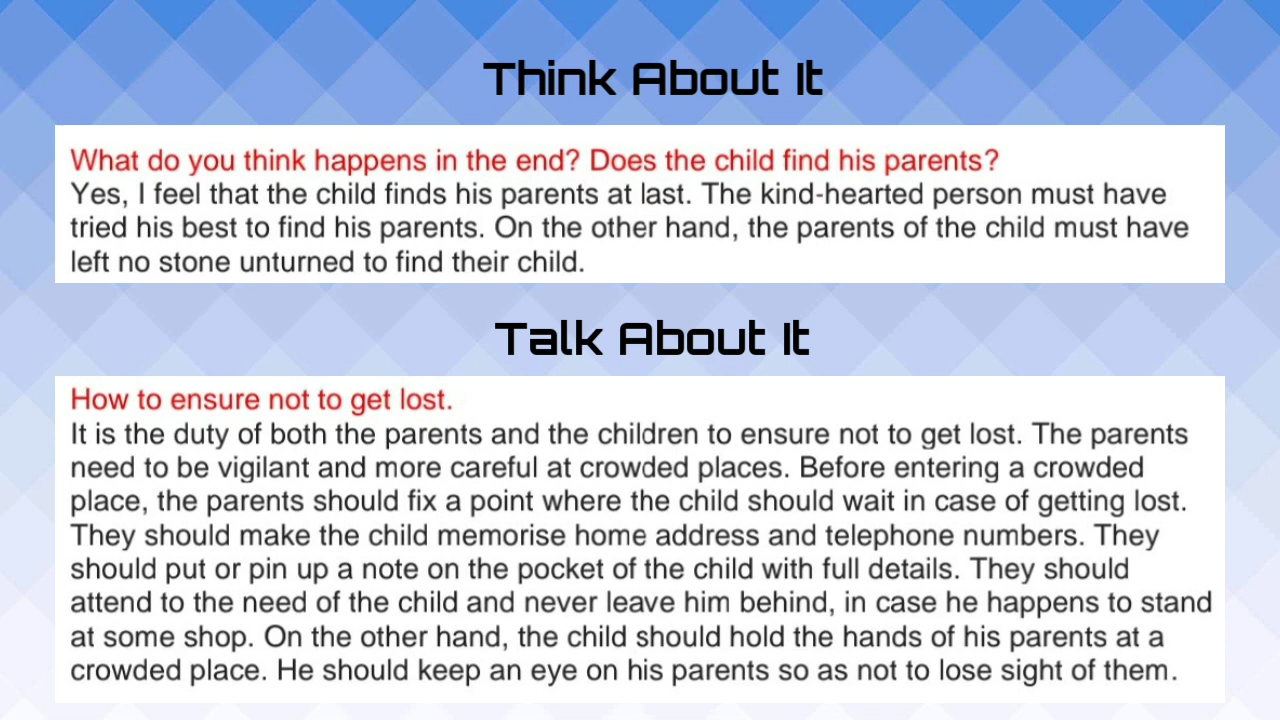 Think About It
What do you think happens in the end? Does the child find his parents?
Yes, I feel that the child finds his parents at last. The kind-hearted person must have
tried his best to find his parents. On the other hand, the parents of the child must have
left no stone unturned to find their child.
Talk About It
How to ensure not to get lost.
It is the duty of both the parents and the children to ensure not to get lost. The parents
need to be vigilant and more careful at crowded places. Before entering a crowded
place, the parents should fix a point where the child should wait in case of getting lost.
They should make the child memorise home address and telephone numbers. They
should put or pin up a note on the pocket of the child with full details. They should
attend to the need of the child and never leave him behind, in case he happens to stand
at some shop. On the other hand, the child should hold the hands of his parents at a
crowded place. He should keep an eye on his parents so as not to lose sight of them.